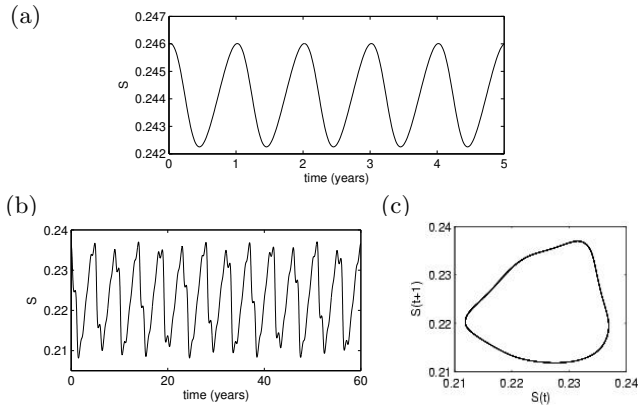 (a)
0.247
0.246
0.245
0.244
0.243
0.242
S
0 1 2 3 4 5
time (years)
(b)
0.24
0.23
0.22
0.21
S
0 20 40 60
time (years)
(c)
0.24
0.23
0.22
0.21
S(t+1)
0.21 0.22 0.23 0.24
S(t)